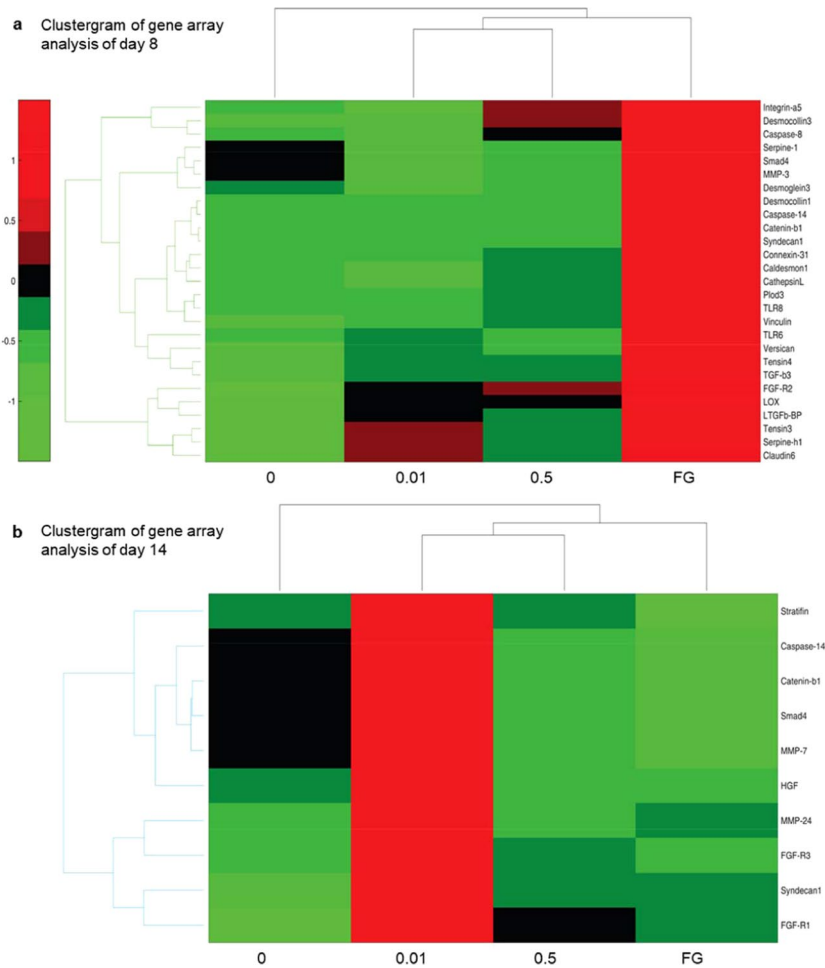 a Clustergram of gene array
analysis of day 8
1
0.5
0
-0.5
-1
Integrin-a5
Desmocollin3
Caspase-8
Serpine-1
Smad4
MMP-3
Desmoglein3
Desmocollin1
Caspase-14
Catenin-b1
Syndecan1
Connexin-31
Caldesmon1
CathepsinL
Plod3
TLR8
Vinculin
TLR6
Versican
Tensin4
TGF-b3
FGF-R2
LOX
LTGFb-BP
Tensin3
Serpine-h1
Claudin6
0 0.01 0.5 FG
b Clustergram of gene array
analysis of day 14
Stratifin
Caspase-14
Catenin-b1
Smad4
MMP-7
HGF
MMP-24
FGF-R3
Syndecan1
FGF-R1
0 0.01 0.5 FG